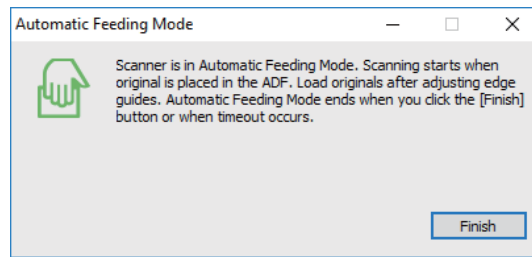 Automatic Feeding Mode
Scanner is in Automatic Feeding Mode. Scanning starts when
original is placed in the ADF. Load originals after adjusting edge
guides. Automatic Feeding Mode ends when you click the [Finish]
button or when timeout occurs.
Finish